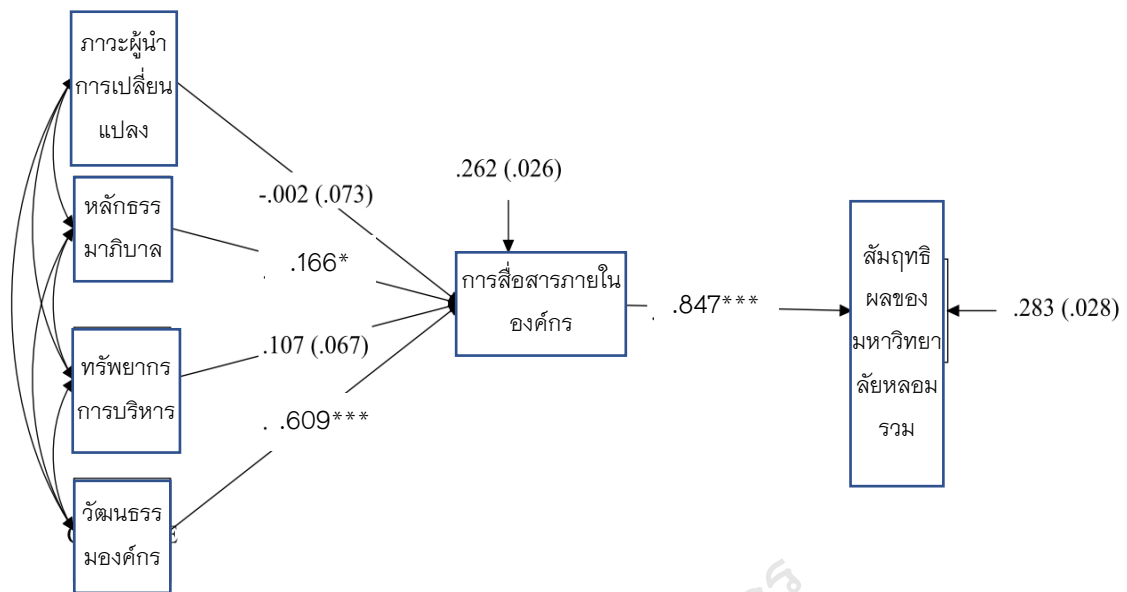 ภาวะผู้นำ
การเปลี่ยน
แปลง
หลักธรร
มาภิบาล
ทรัพยากร
การบริหาร
วัฒนธรร
มองค์กร
-.002 (.073)
.166*
.107 (.067)
.609***
.262 (.026)
การสื่อสารภายใน
องค์กร
.847***
สัมฤทธิ
ผลของ
มหาวิทยา
ลัยหลอม
รวม
.283 (.028)